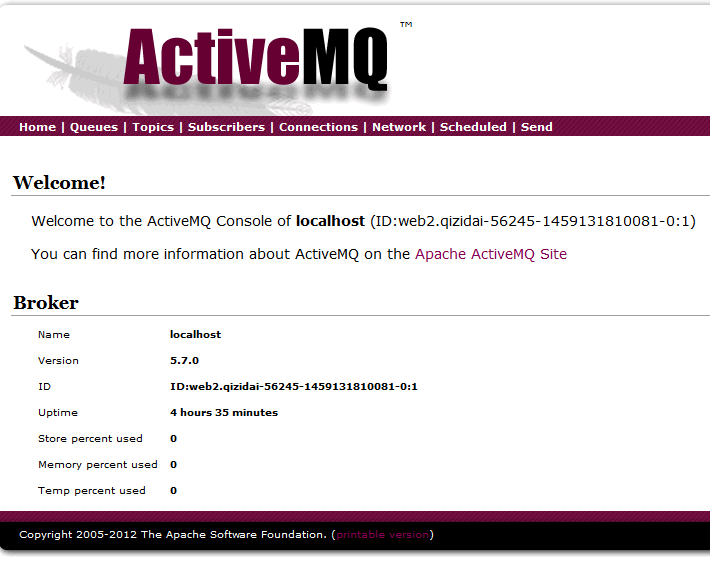 ActiveMQ ™
Home | Queues | Topics | Subscribers | Connections | Network | Scheduled | Send
Welcome!
Welcome to the ActiveMQ Console of localhost (ID:web2.qizidai-56245-1459131810081-0:1)
You can find more information about ActiveMQ on the Apache ActiveMQ Site
Broker
Name localhost
Version 5.7.0
ID ID:web2.qizidai-56245-1459131810081-0:1
Uptime 4 hours 35 minutes
Store percent used 0
Memory percent used 0
Temp percent used 0
Copyright 2005-2012 The Apache Software Foundation. (printable version)